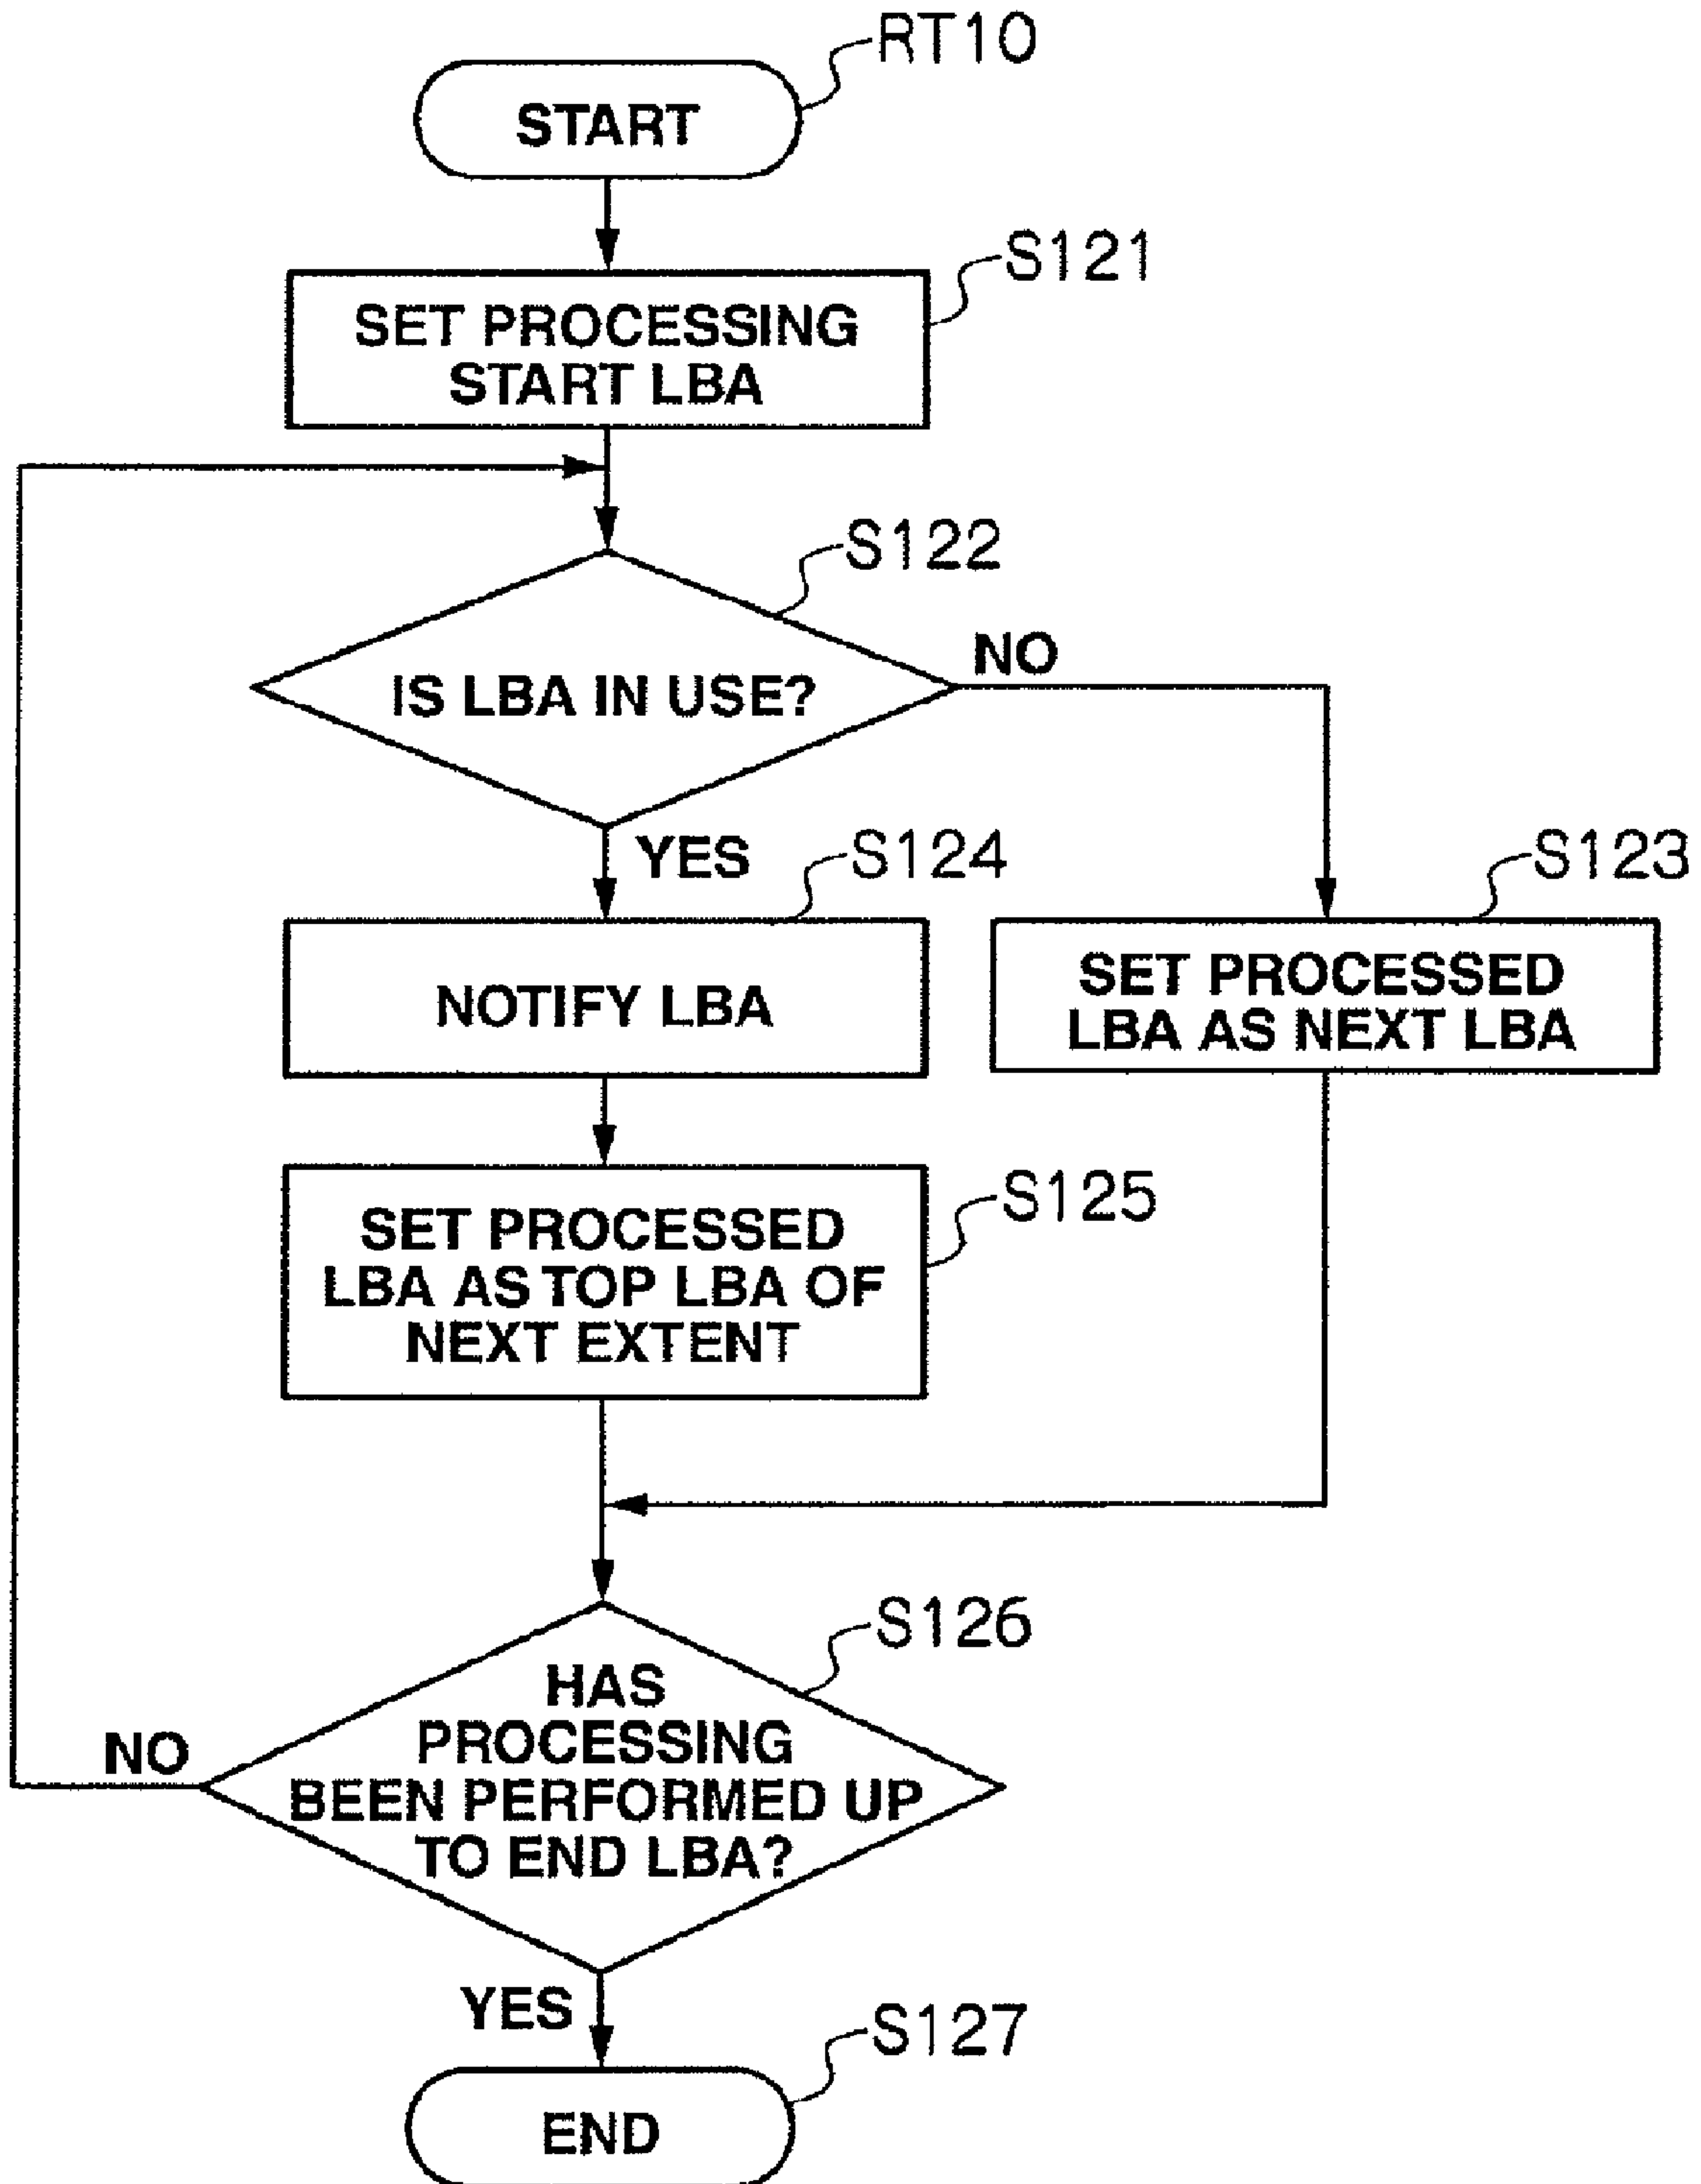 RT10
START
S121
SET PROCESSING
START LBA
S122
NO
IS LBA IN USE?
YES
S124
S123
NOTIFY LBA
SET PROCESSED
LBA AS NEXT LBA
S125
SET PROCESSED
LBA AS TOP LBA OF
NEXT EXTENT
S126
HAS
PROCESSING
BEEN PERFORMED UP
TO END LBA?
NO
YES
S127
END